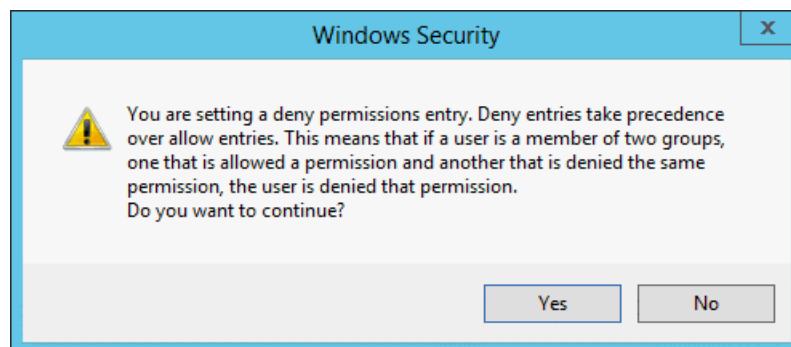 Windows Security
x
You are setting a deny permissions entry. Deny entries take precedence
over allow entries. This means that if a user is a member of two groups,
one that is allowed a permission and another that is denied the same
permission, the user is denied that permission.
Do you want to continue?
Yes
No